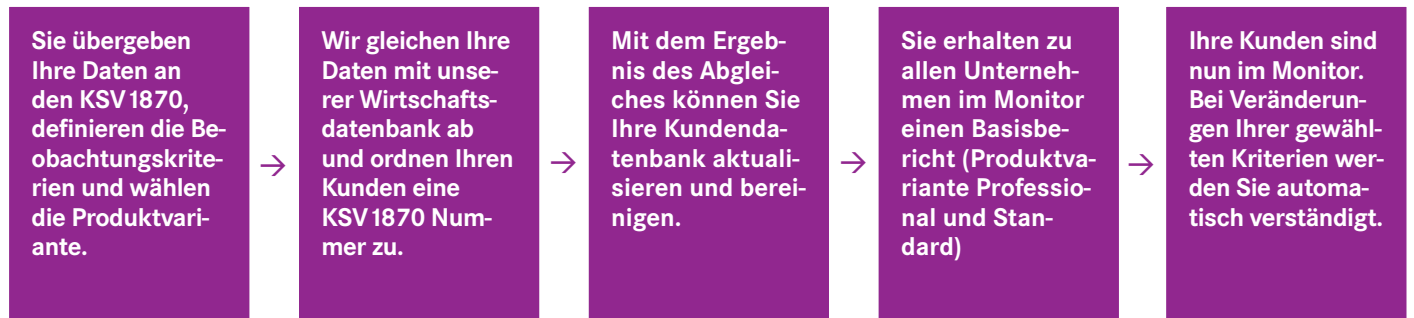 Sie übergeben
Ihre Daten an
den KSV1870,
definieren die Be-
obachtungskrite-
rien und wählen
die Produktvari-
ante.
→
Wir gleichen Ihre
Daten mit unse-
rer Wirtschafts-
datenbank ab
und ordnen Ihren
Kunden eine
KSV1870 Num-
mer zu.
→
Mit dem Ergeb-
nis des Abglei-
ches können Sie
Ihre Kundenda-
tenbank aktuali-
sieren und berei-
nigen.
→
Sie erhalten zu
allen Unterneh-
men im Monitor
einen Basisbe-
richt (Produktva-
riante Professio-
nal und Stan-
dard)
→
Ihre Kunden sind
nun im Monitor.
Bei Veränderun-
gen Ihrer gewähl-
ten Kriterien wer-
den Sie automa-
tisch verständigt.